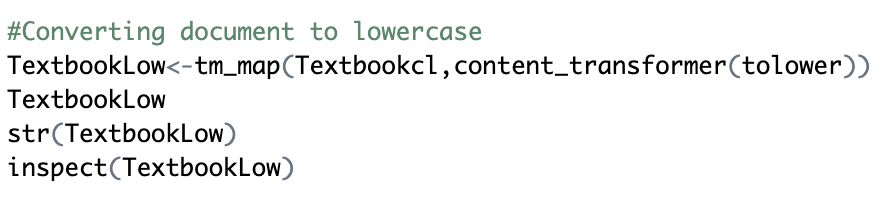 #Converting document to lowercase
TextbookLow<-tm_map(Textbookcl,content_transformer(tolower))
TextbookLow
str(TextbookLow)
inspect(TextbookLow)